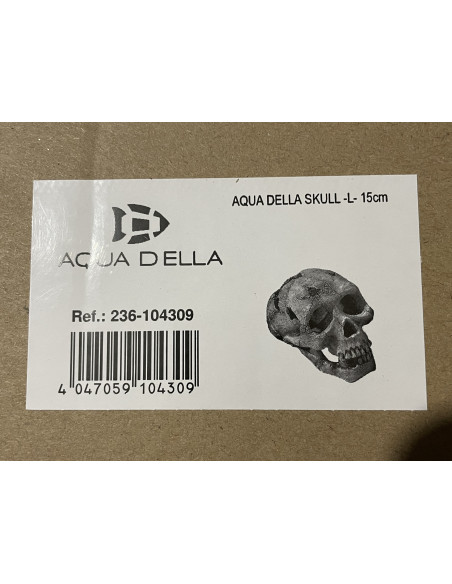 AQUA DELLA SKULL -L- 15cm
AQUA DELLA
Ref.: 236-104309
4 047059 104309